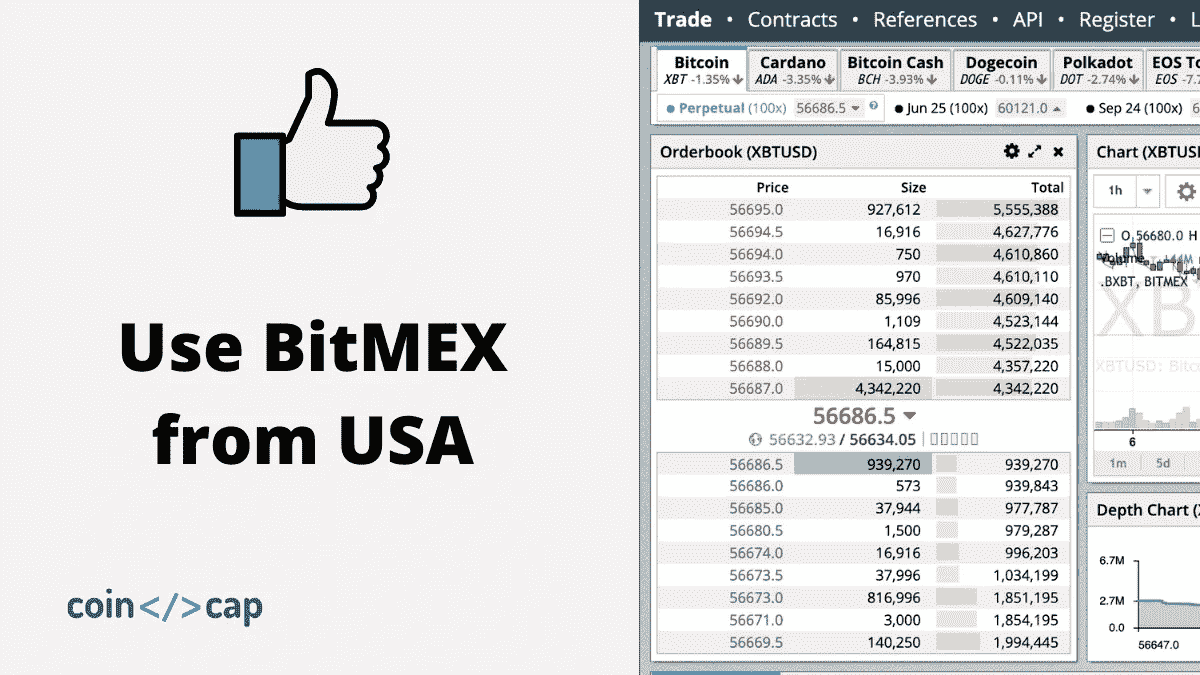 Use BitMEX
from USA
coin</>cap
Trade • Contracts • References • API • Register •
Bitcoin Cardano Bitcoin Cash Dogecoin Polkadot EOS
XBT -1.35% ADA -3.35% BCH -3.93% DOGE -0.11% DOT -2.74% EOS
Perpetual (100x) 56686.5 ? Jun 25 (100x) 60121.0 Sep 24 (100x)
Orderbook (XBTUSD)
Price Size Total
56695.0 927,612 5,555,388
56694.5 16,916 4,627,776
56694.0 750 4,610,860
56693.5 970 4,610,110
56692.0 85,996 4,609,140
56690.0 1,109 4,523,144
56689.5 164,815 4,522,035
56688.0 15,000 4,357,220
56687.0 4,342,220 4,342,220
56686.5
56632.93 / 56634.05
56686.5 939,270 939,270
56686.0 573 939,843
56685.0 37,944 977,787
56680.5 1,500 979,287
56674.0 16,916 996,203
56673.5 37,996 1,034,199
56673.0 816,996 1,851,195
56671.0 3,000 1,854,195
56669.5 140,250 1,994,445
Chart (XBTUS
1h
O 56680.0 H
Volume
.BXBT, BITMEX
XB
XBTUSD: Bitco
6
1m 5d
Depth Chart (
6.7M
2.7M
0.0
56647.0